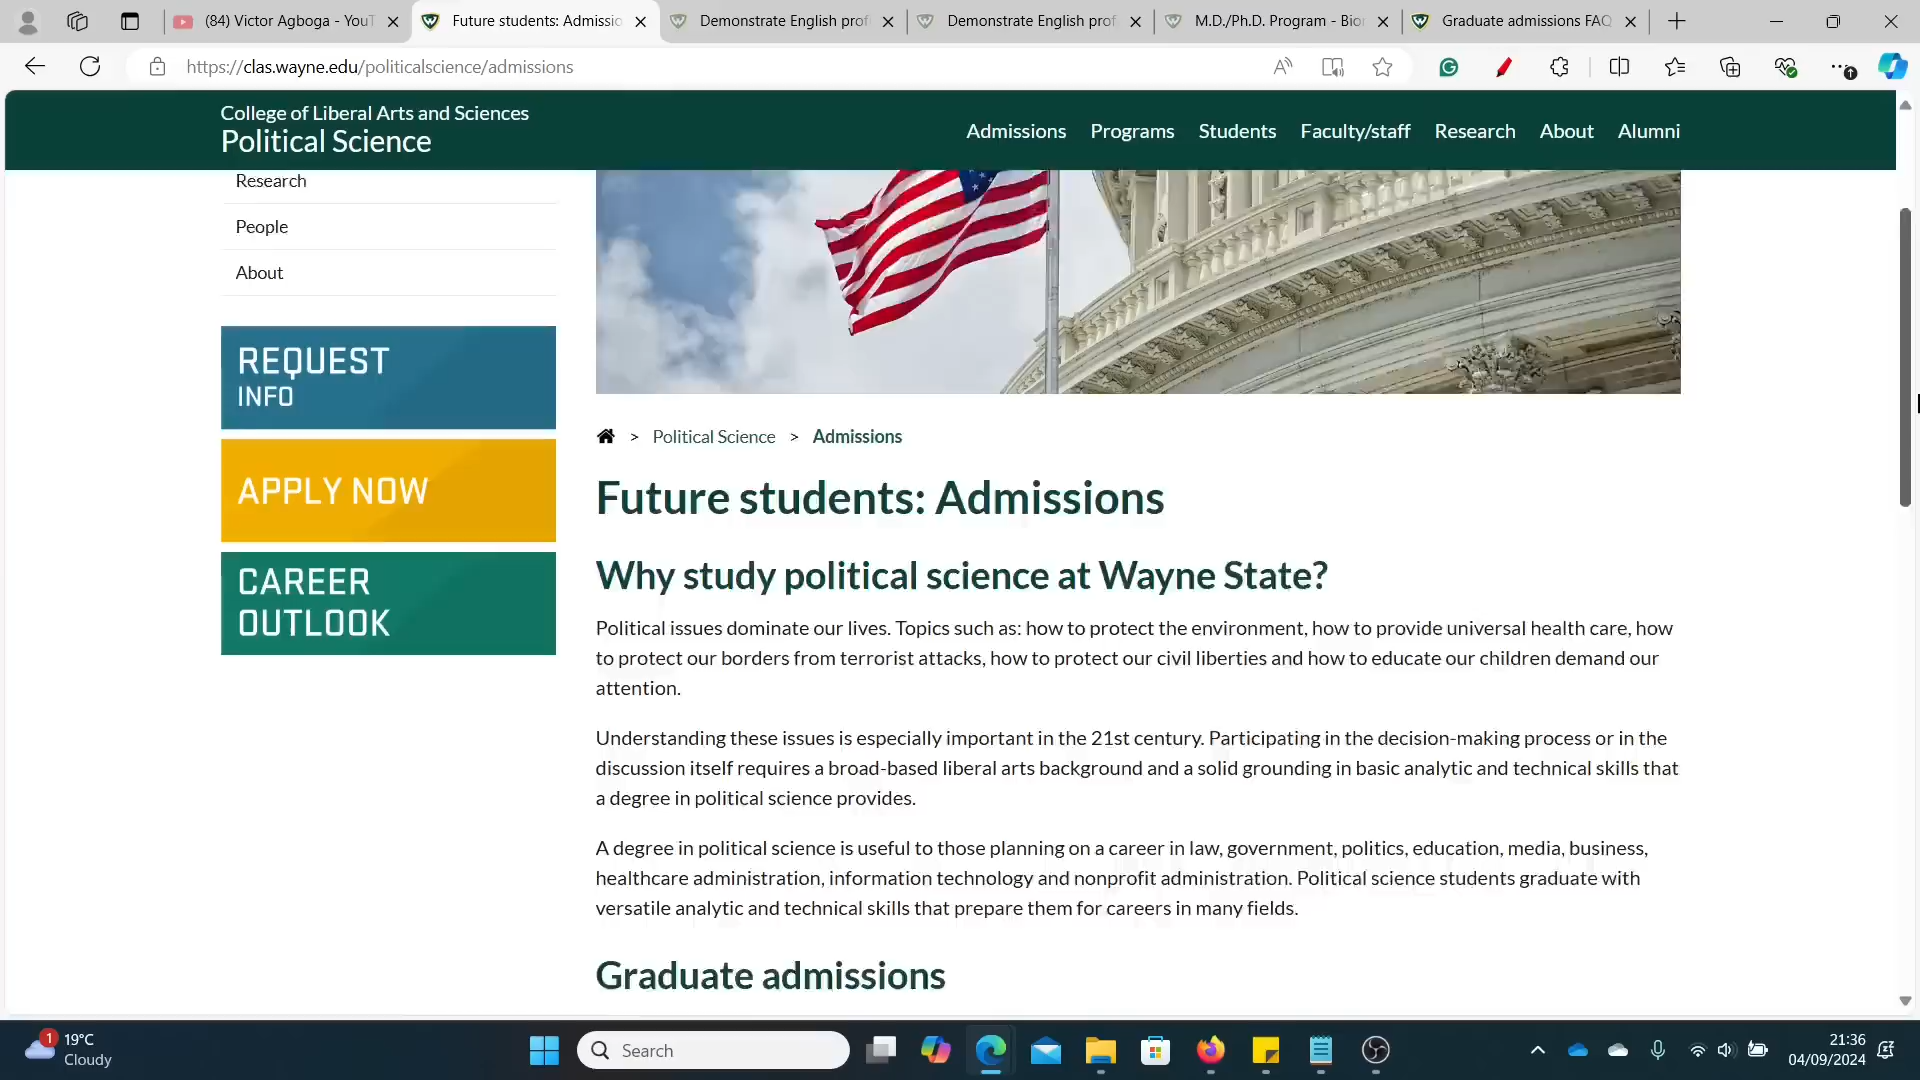 (84) Victor Agboga - YouT
Future students: Admissio
Demonstrate English prof
Demonstrate English prof
M.D./Ph.D. Program - Bio
Graduate admissions FAQ
https://clas.wayne.edu/politicalscience/admissions
College of Liberal Arts and Sciences
Political Science
Admissions
Programs
Students
Faculty/staff
Research
About
Alumni
Research
People
About
REQUEST
INFO
APPLY NOW
CAREER
OUTLOOK
> Political Science > Admissions
Future students: Admissions
Why study political science at Wayne State?
Political issues dominate our lives. Topics such as: how to protect the environment, how to provide universal health care, how
to protect our borders from terrorist attacks, how to protect our civil liberties and how to educate our children demand our
attention.
Understanding these issues is especially important in the 21st century. Participating in the decision-making process or in the
discussion itself requires a broad-based liberal arts background and a solid grounding in basic analytic and technical skills that
a degree in political science provides.
A degree in political science is useful to those planning on a career in law, government, politics, education, media, business,
healthcare administration, information technology and nonprofit administration. Political science students graduate with
versatile analytic and technical skills that prepare them for careers in many fields.
Graduate admissions
1
19°C
Cloudy
Search
21:36
04/09/2024